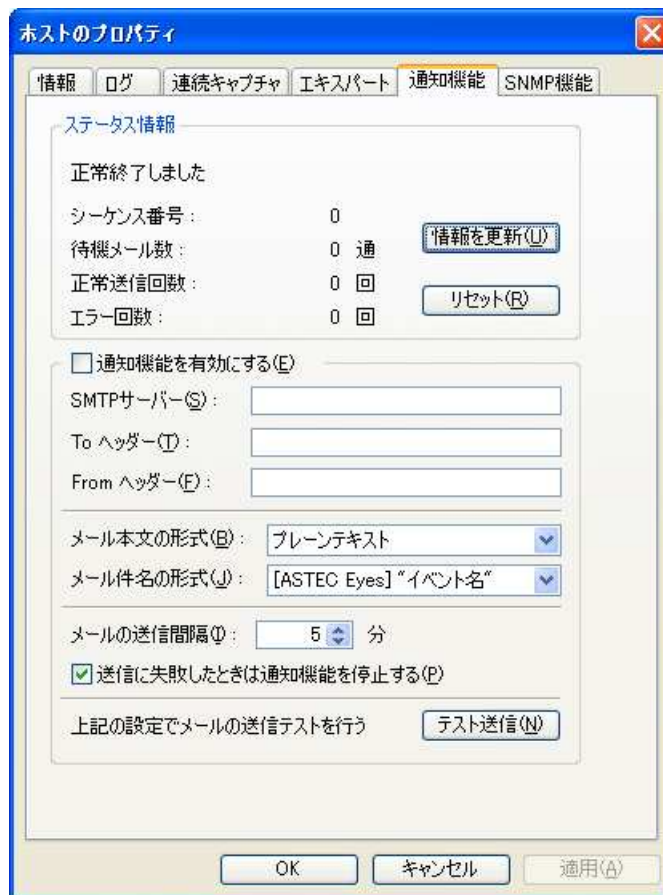 ホストのプロパティ
情報 ログ 連続キャプチャ エキスパート 通知機能 SNMP機能
ステータス情報
正常終了しました
シーケンス番号: 0
待機メール数: 0 通
情報を更新(U)
正常送信回数: 0 回
リセット(R)
エラー回数: 0 回
通知機能を有効にする(E)
SMTPサーバー(S):
To ヘッダー(T):
From ヘッダー(F):
メール本文の形式(B): プレーンテキスト
メール件名の形式(J): [ASTEC Eyes] "イベント名"
メールの送信間隔(I): 5 分
送信に失敗したときは通知機能を停止する(P)
上記の設定でメールの送信テストを行う テスト送信(N)
OK キャンセル 適用(A)